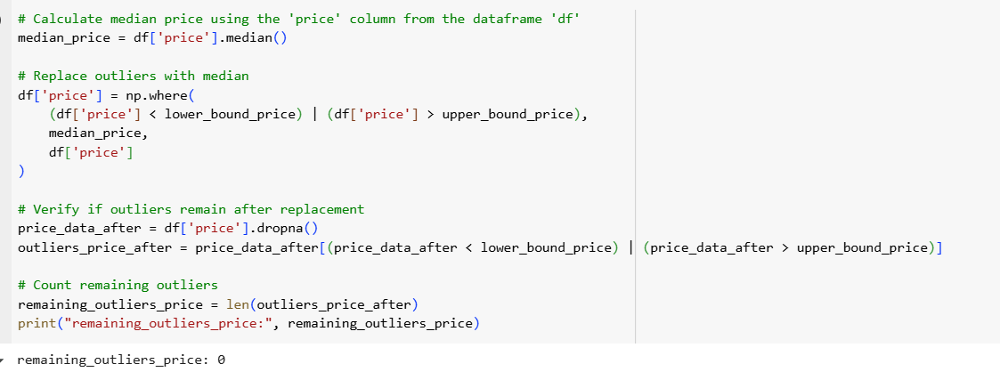 # Calculate median price using the 'price' column from the dataframe 'df'
median_price = df['price'].median()
# Replace outliers with median
df['price'] = np.where(
    (df['price'] < lower_bound_price) | (df['price'] > upper_bound_price),
    median_price,
    df['price']
)
# Verify if outliers remain after replacement
price_data_after = df['price'].dropna()
outliers_price_after = price_data_after[(price_data_after < lower_bound_price) | (price_data_after > upper_bound_price)]
# Count remaining outliers
remaining_outliers_price = len(outliers_price_after)
print("remaining_outliers_price:", remaining_outliers_price)
remaining_outliers_price: 0